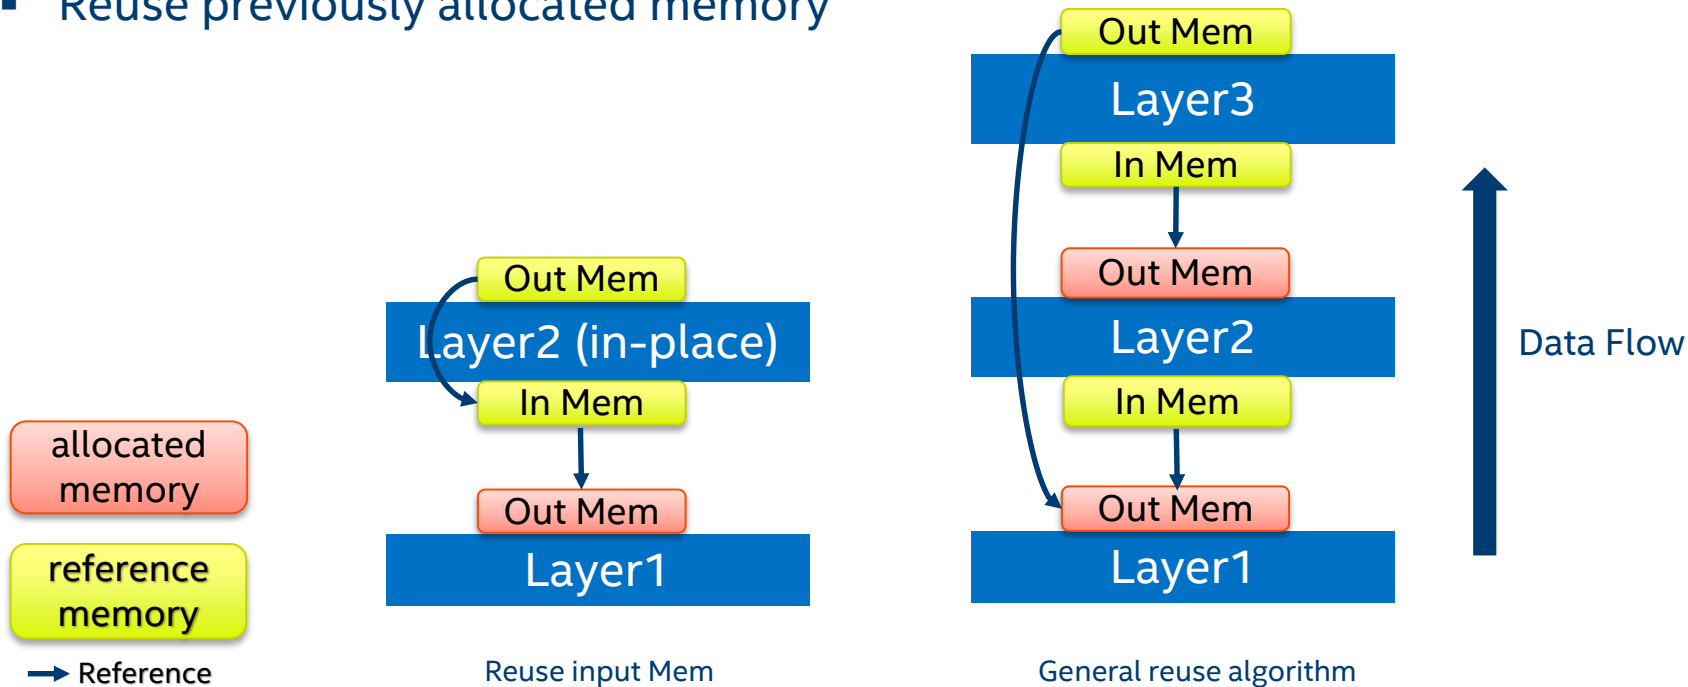 ▪ Reuse previously allocated memory
Out Mem
Layer3
In Mem
Out Mem
Layer2
In Mem
Out Mem
Layer1
Data Flow
Out Mem
Layer2 (in-place)
In Mem
Out Mem
Layer1
allocated
memory
reference
memory
Reference
Reuse input Mem
General reuse algorithm